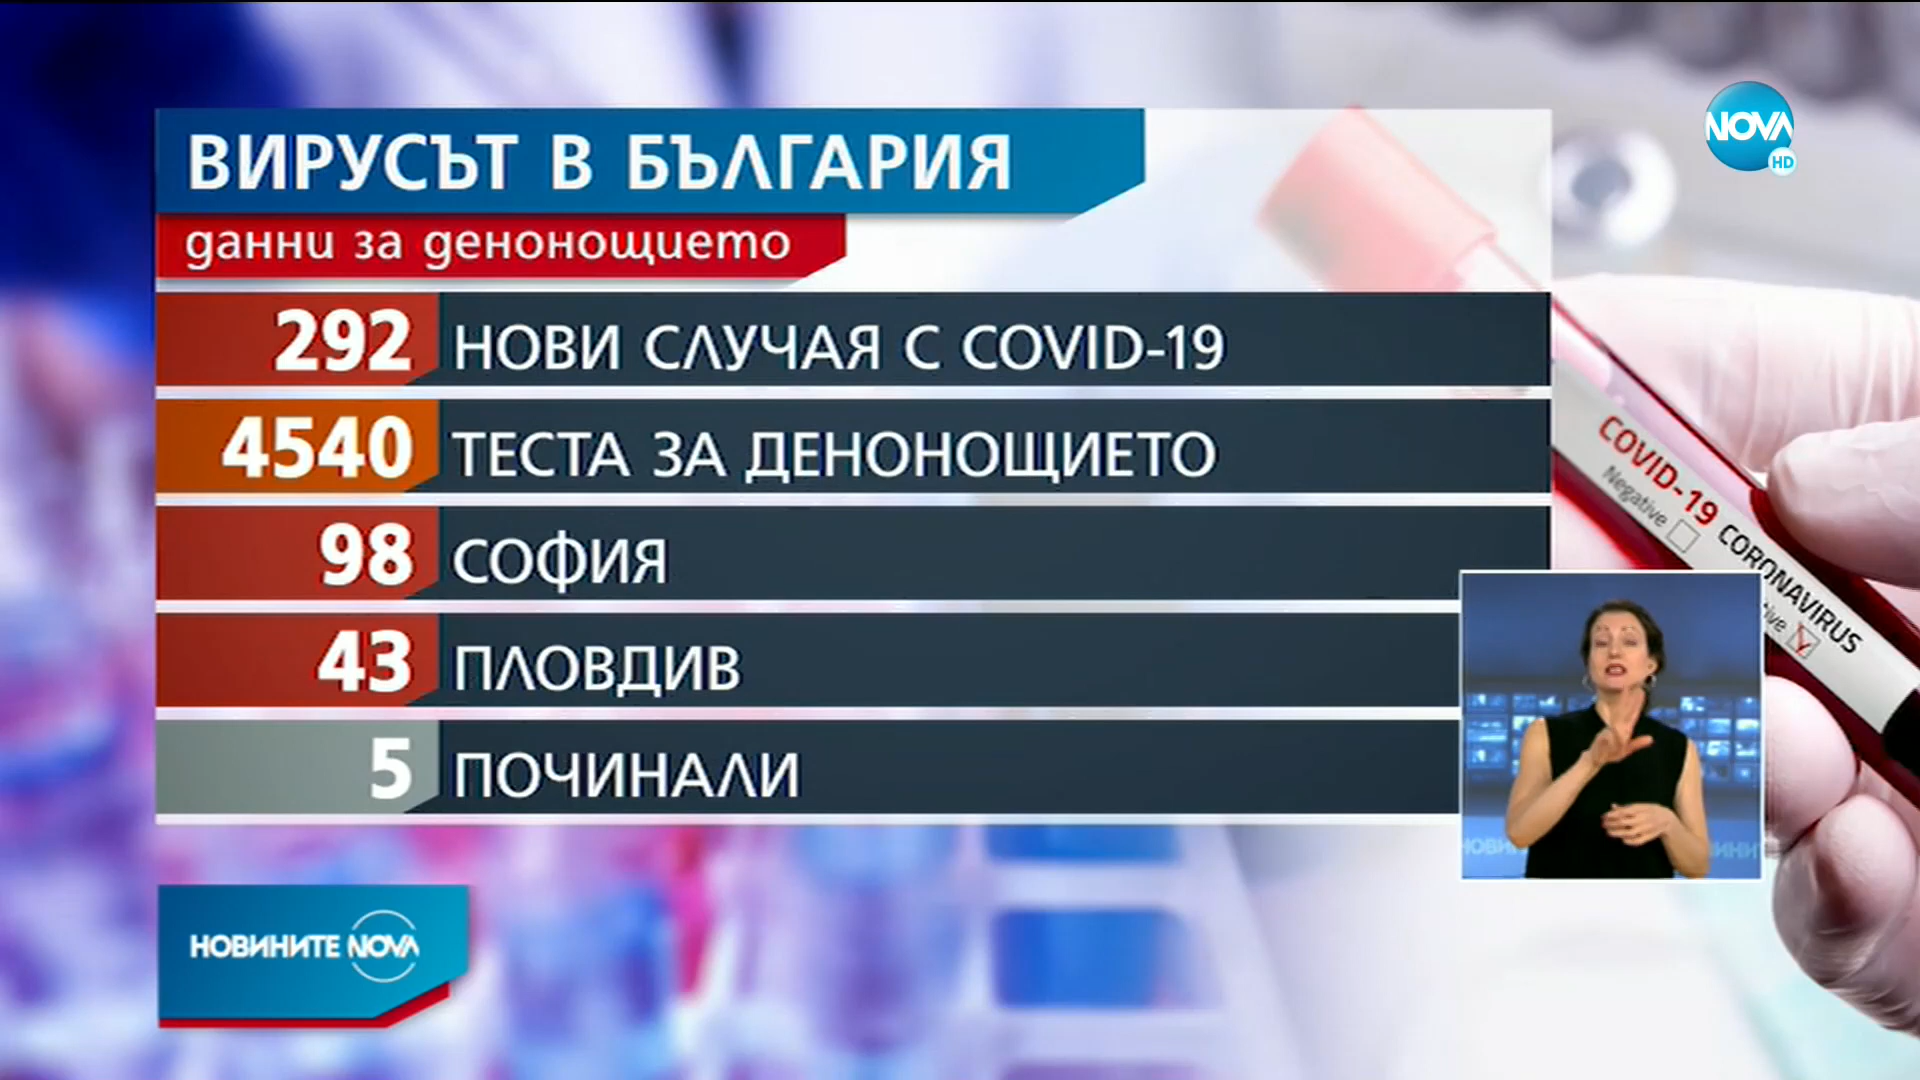 NOVA
HD
ВИРУСЪТ В БЪЛГАРИЯ
данни за денонощието
292 НОВИ СЛУЧАЯ С COVID-19
4540 ТЕСТА ЗА ДЕНОНОЩИЕТО
98 СОФИЯ
43 ПЛОВДИВ
5 ПОЧИНАЛИ
COVID-19
Negative
CORONAVIRUS
НОВИНИТЕ NOVA